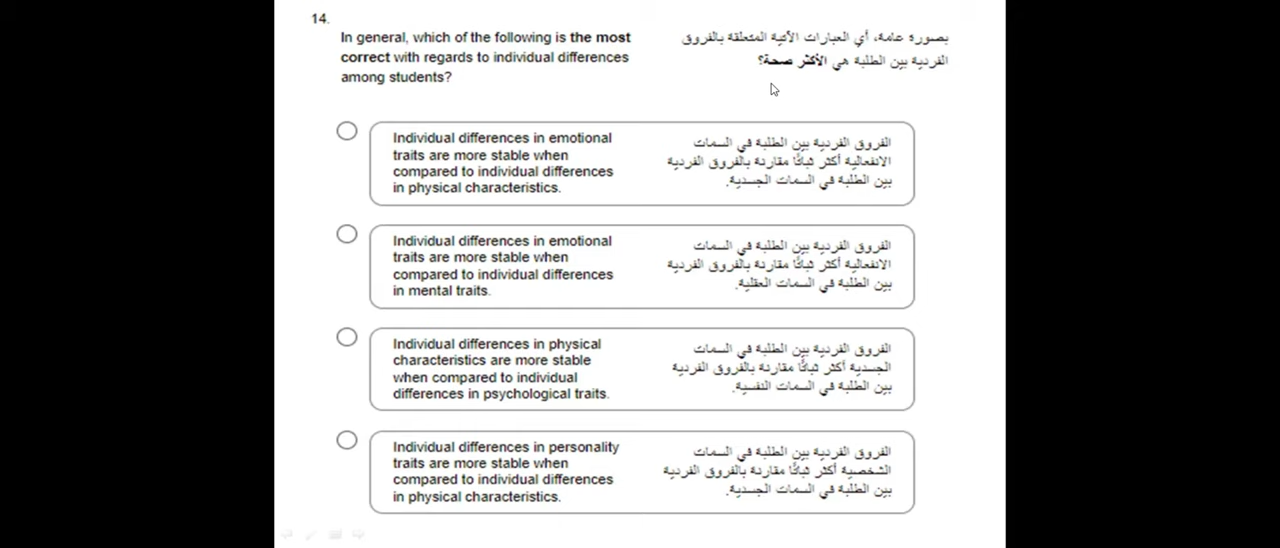 14.
In general, which of the following is the most
correct with regards to individual differences
among students?
بصورة عامة، أي العبارات الآتية المتعلقة بالفروق
الفردية بين الطلبة هي الأكثر صحة؟
Individual differences in emotional
traits are more stable when
compared to individual differences
in physical characteristics.
الفروق الفردية بين الطلبة في السمات
الانفعالية أكثر ثباتًا مقارنة بالفروق الفردية
بين الطلبة في السمات الجسدية.
Individual differences in emotional
traits are more stable when
compared to individual differences
in mental traits.
الفروق الفردية بين الطلبة في السمات
الانفعالية أكثر ثباتًا مقارنة بالفروق الفردية
بين الطلبة في السمات العقلية.
Individual differences in physical
characteristics are more stable
when compared to individual
differences in psychological traits.
الفروق الفردية بين الطلبة في السمات
الجسدية أكثر ثباتًا مقارنة بالفروق الفردية
بين الطلبة في السمات النفسية.
Individual differences in personality
traits are more stable when
compared to individual differences
in physical characteristics.
الفروق الفردية بين الطلبة في السمات
الشخصية أكثر ثباتًا مقارنة بالفروق الفردية
بين الطلبة في السمات الجسدية.